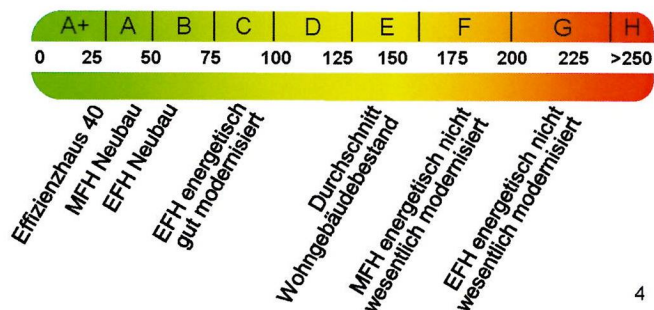 A+ A B C D E F G H
0 25 50 75 100 125 150 175 200 225 >250
Effizienzhaus 40
MFH Neubau
EFH Neubau
EFH energetisch
gut modernisiert
Durchschnitt
Wohngebäudebestand
MFH energetisch nicht
wesentlich modernisiert
EFH energetisch nicht
wesentlich modernisiert
4